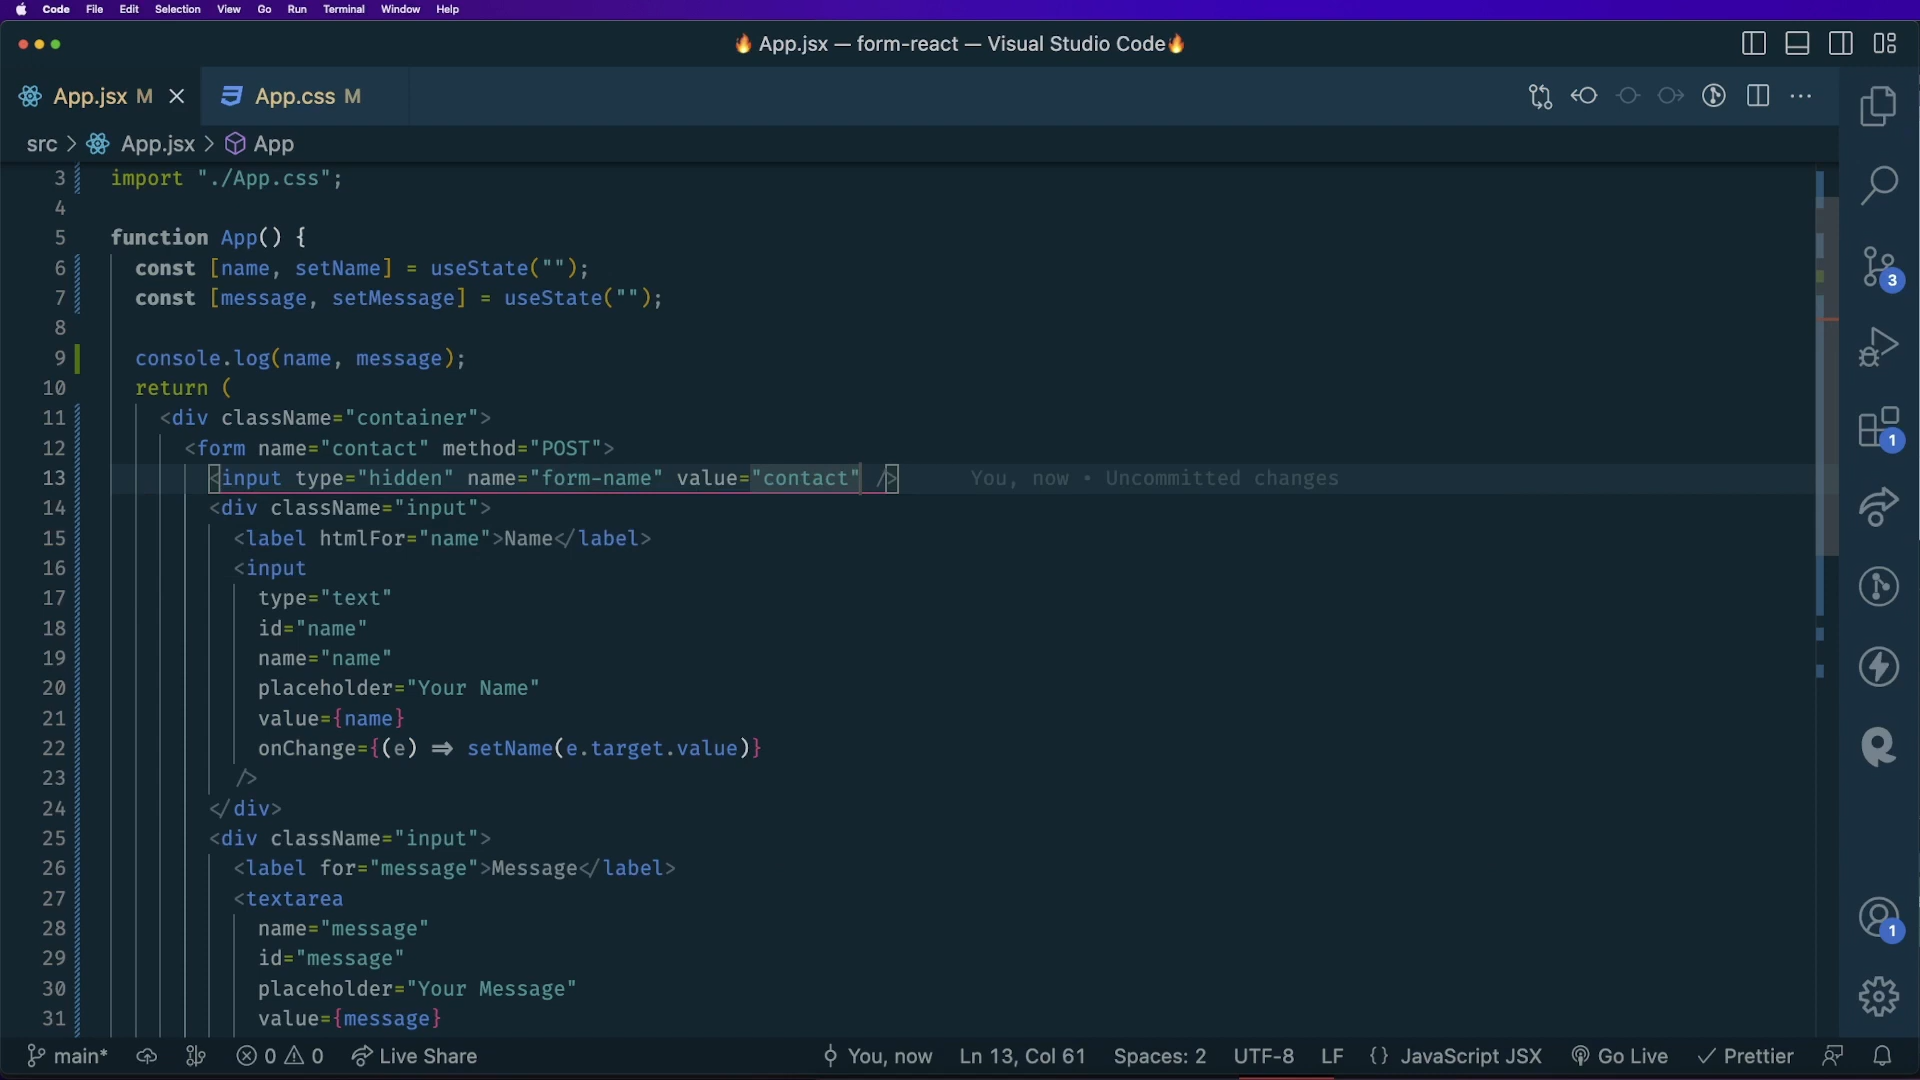 Code File Edit Selection View Go Run Terminal Window Help
🔥 App.jsx — form-react — Visual Studio Code🔥
App.jsx M App.css M
src > App.jsx > App
3 import "./App.css";
4
5 function App() {
6 const [name, setName] = useState("");
7 const [message, setMessage] = useState("");
8
9 console.log(name, message);
10 return (
11 <div className="container">
12 <form name="contact" method="POST">
13 <input type="hidden" name="form-name" value="contact" /> You, now • Uncommitted changes
14 <div className="input">
15 <label htmlFor="name">Name</label>
16 <input
17 type="text"
18 id="name"
19 name="name"
20 placeholder="Your Name"
21 value={name}
22 onChange={(e) => setName(e.target.value)}
23 />
24 </div>
25 <div className="input">
26 <label for="message">Message</label>
27 <textarea
28 name="message"
29 id="message"
30 placeholder="Your Message"
31 value={message}
3
1
1
main* 0 0 Live Share You, now Ln 13, Col 61 Spaces: 2 UTF-8 LF {} JavaScript JSX Go Live Prettier